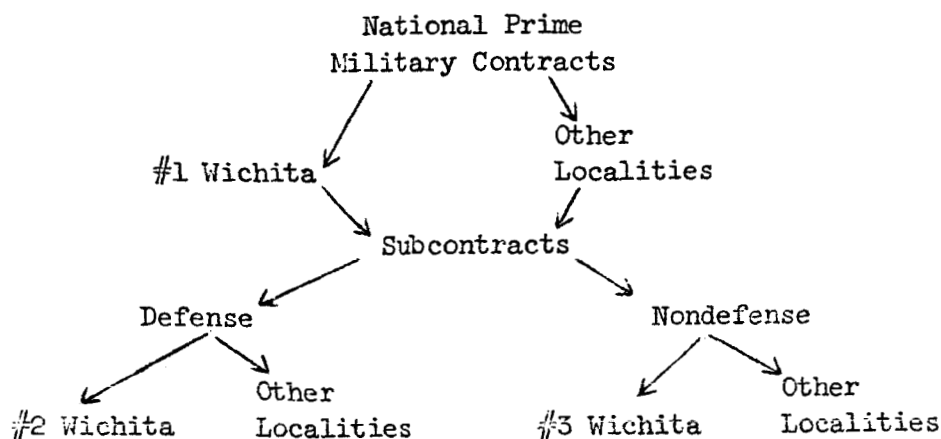 National Prime
Military Contracts
Other
#1 Wichita
Localities
Subcontracts
Defense
Nondefense
Other
Other
#2 Wichita
Localities
#3 Wichita
Localities